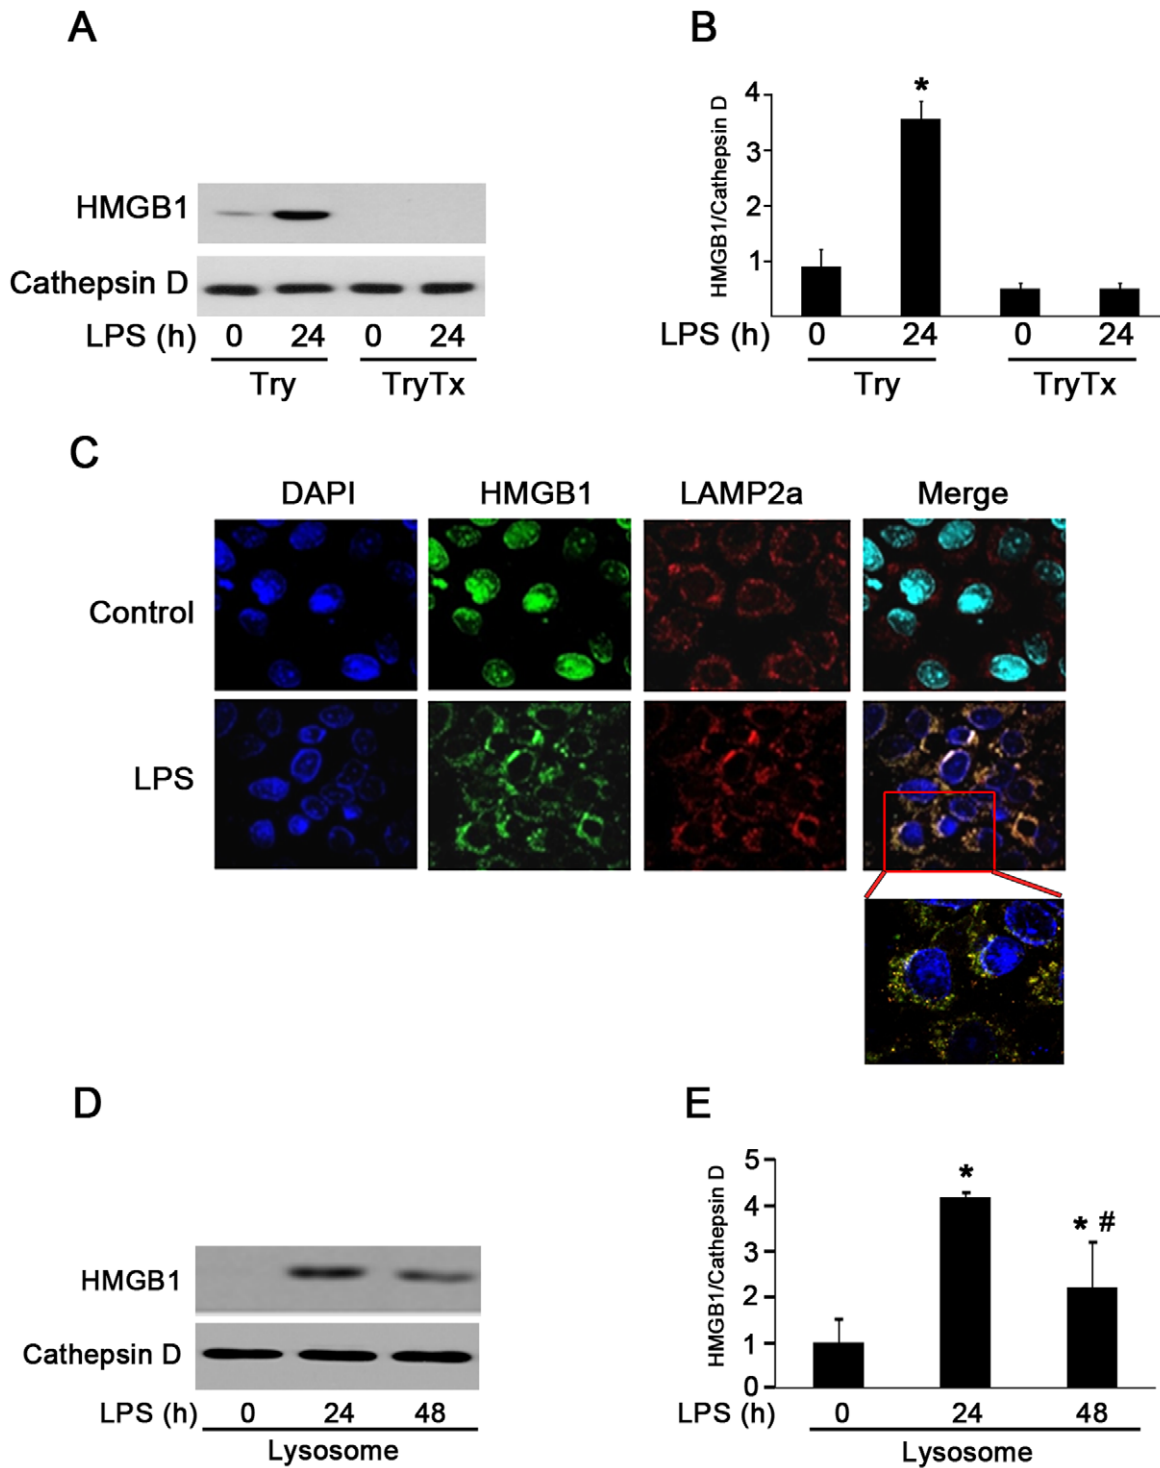 A
HMGB1
Cathepsin D
LPS (h) 0 24 0 24
Try TryTx
B
HMGB1/Cathepsin D
4
3
2
1
*
LPS (h) 0 24 0 24
Try TryTx
C
DAPI HMGB1 LAMP2a Merge
Control
LPS
D
HMGB1
Cathepsin D
LPS (h) 0 24 48
Lysosome
E
HMGB1/Cathepsin D
5
4
3
2
1
0
*
* #
LPS (h) 0 24 48
Lysosome